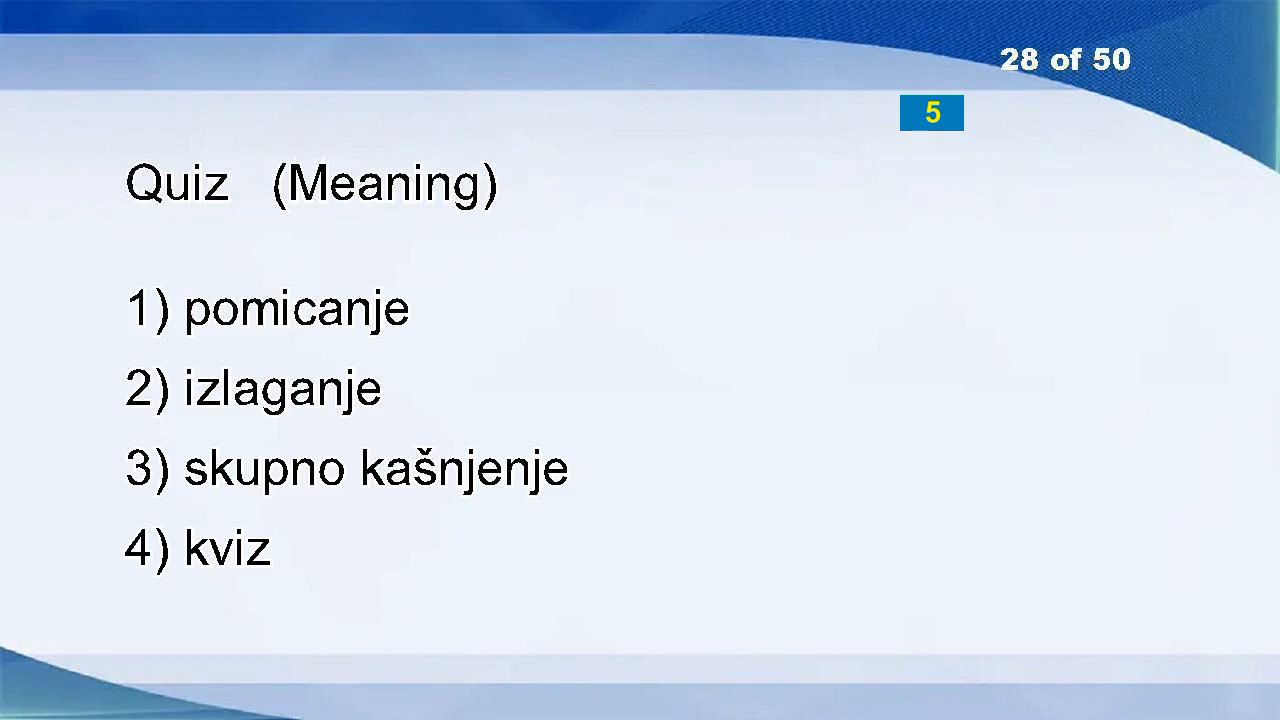 28 of 50
5
Quiz (Meaning)
1) pomicanje
2) izlaganje
3) skupno kašnjenje
4) kviz